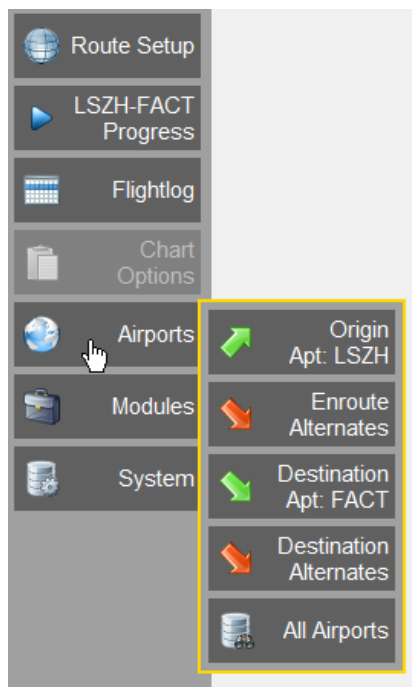 Route Setup
LSZH-FACT
Progress
Flightlog
Chart
Options
Airports
Modules
System
Origin
Apt: LSZH
Enroute
Alternates
Destination
Apt: FACT
Destination
Alternates
All Airports